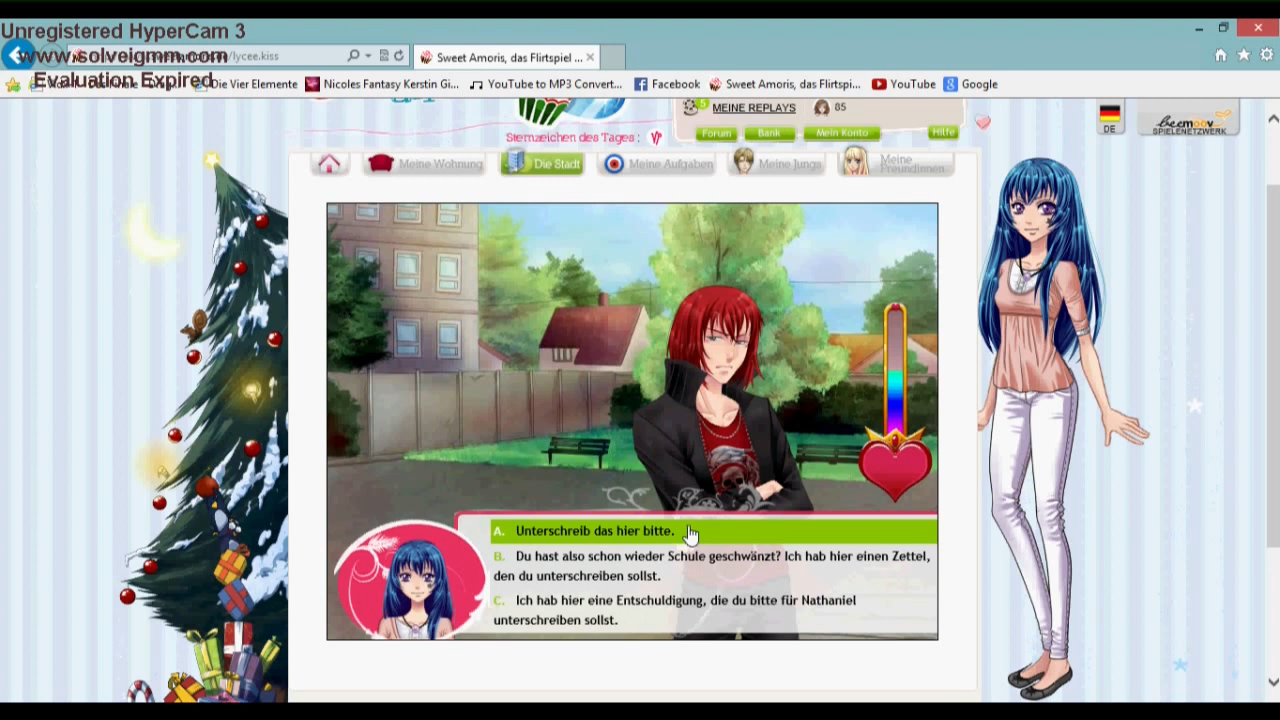 Unregistered HyperCam 3
www.solveigmm.com
/lycee.kiss
Sweet Amoris, das Flirtspiel ...
Evaluation Expired
Die Vier Elemente
Nicoles Fantasy Kerstin Gi...
YouTube to MP3 Convert...
Facebook
Sweet Amoris, das Flirtspi...
YouTube
Google
MEINE REPLAYS
85
Sternzeichen des Tages :
Forum
Bank
Mein Konto
Hilfe
DE
beemoov
SPIELENETZWERK
Meine Wohnung
Die Stadt
Meine Aufgaben
Meine Jungs
Meine
Freundinnen
A. Unterschreib das hier bitte.
B. Du hast also schon wieder Schule geschwänzt? Ich hab hier einen Zettel,
den du unterschreiben sollst.
C. Ich hab hier eine Entschuldigung, die du bitte für Nathaniel
unterschreiben sollst.